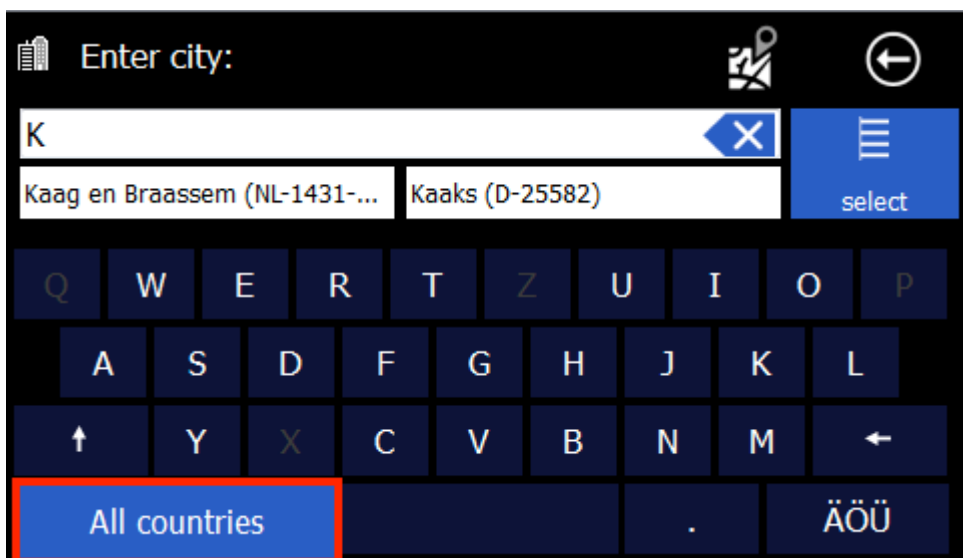 Enter city:
K
Kaag en Braassem (NL-1431-... Kaaks (D-25582)
select
Q W E R T Z U I O P
A S D F G H J K L
Y X C V B N M
All countries . ÄÖÜ